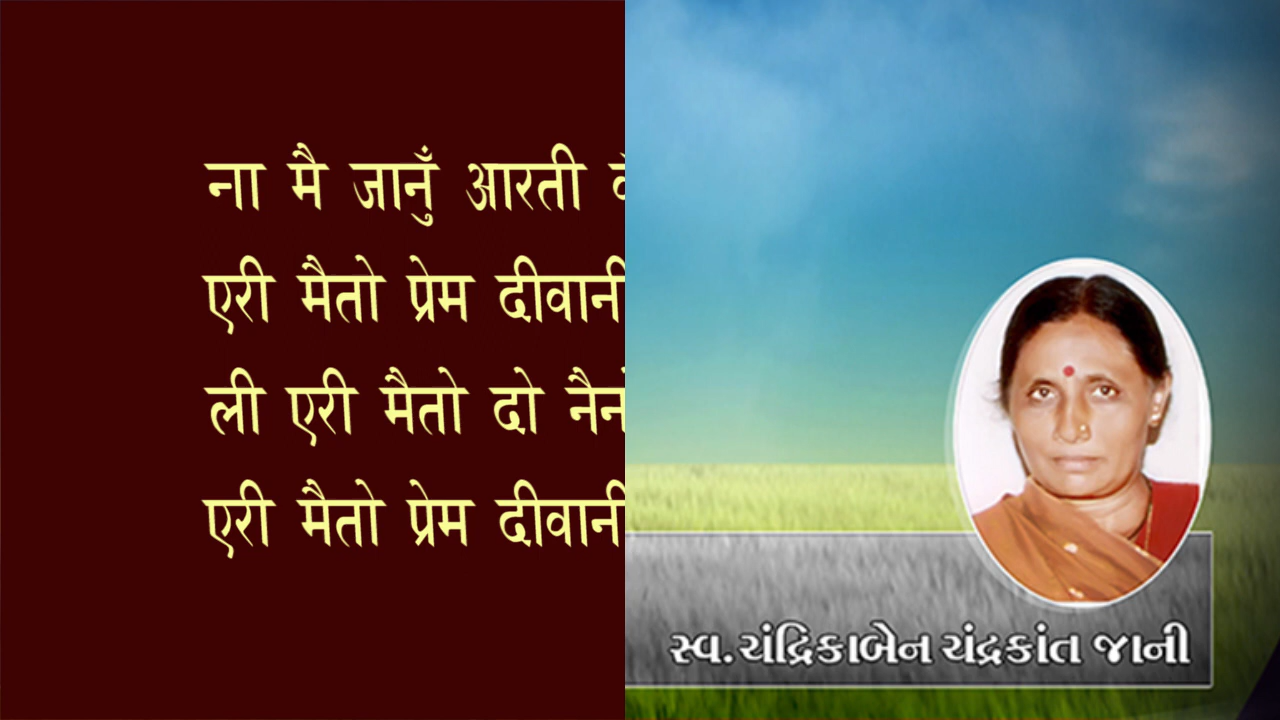 ना मै जानुँ आरती
एरी मैतो प्रेम दीवानी
ली एरी मैतो दो
एरी मैतो प्रेम दीवानी
સ્વ. ચંદ્રિકાબેન ચંદ્રકાંત જાની